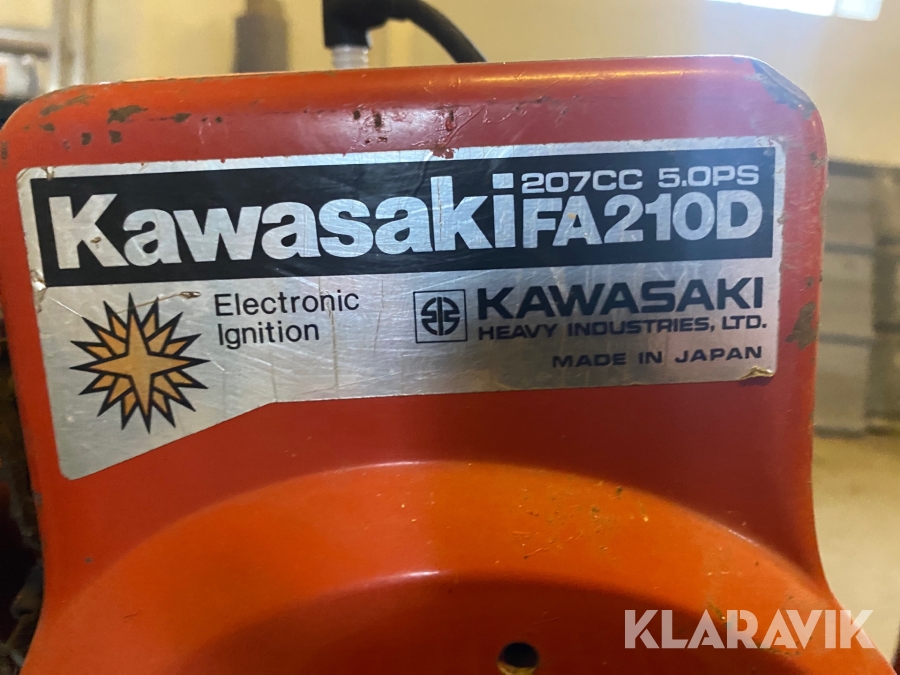 Kawasaki 207CC 5.0PS
FA210D
Electronic
Ignition
KAWASAKI
HEAVY INDUSTRIES, LTD.
MADE IN JAPAN
KLARAVIK